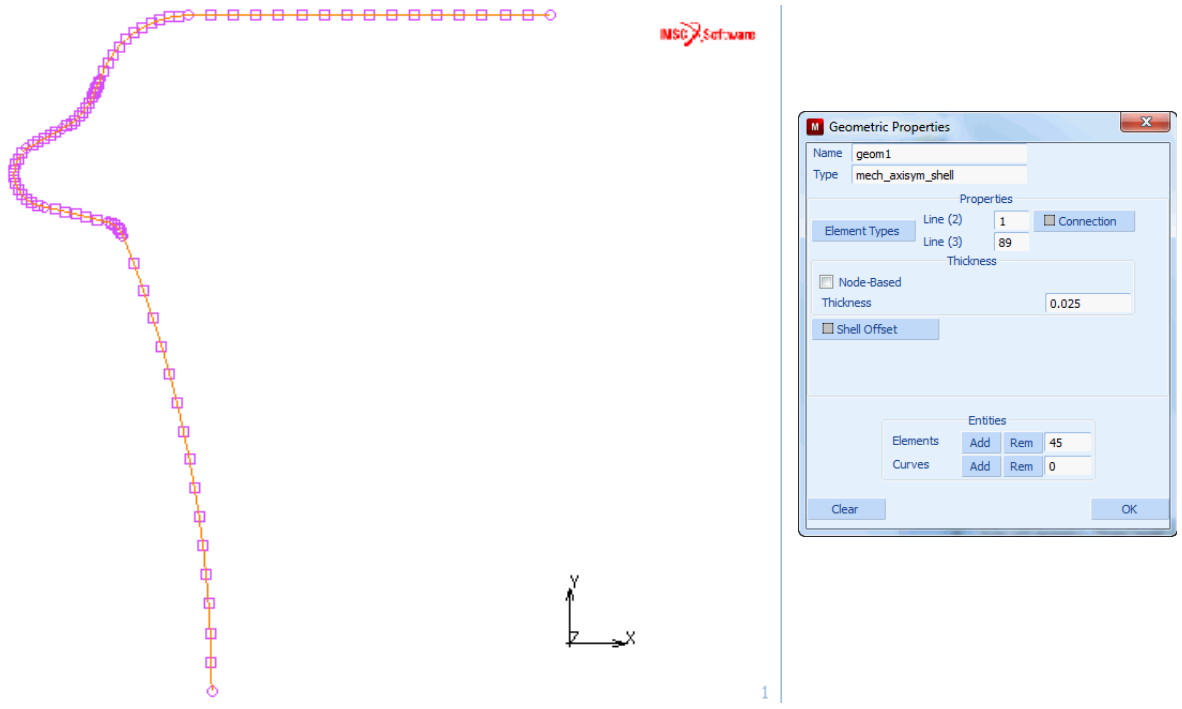 MSC Software
Y
Z X
1
M Geometric Properties X
Name geom1
Type mech_axisym_shell
Properties
Element Types
Line (2) 1 Connection
Line (3) 89
Thickness
Node-Based
Thickness 0.025
Shell Offset
Entities
Elements Add Rem 45
Curves Add Rem 0
Clear OK